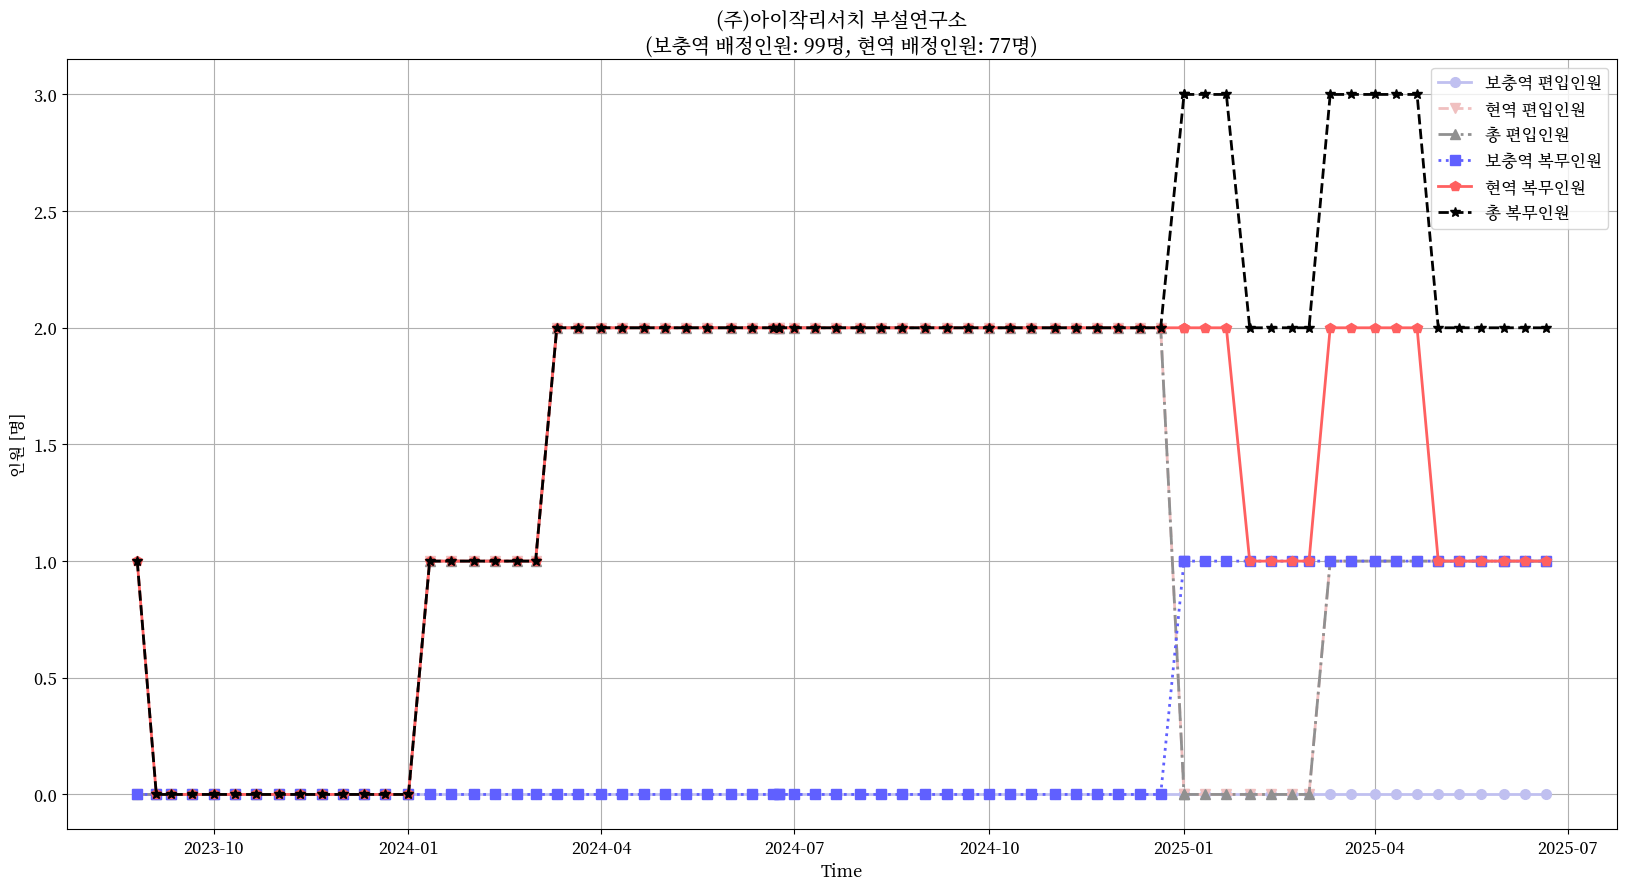 (주)아이작리서치 부설연구소
(보충역 배정인원: 99명, 현역 배정인원: 77명)
보충역 편입인원
현역 편입인원
총 편입인원
보충역 복무인원
현역 복무인원
총 복무인원
3.0
2.5
2.0
1.5
1.0
0.5
0.0
인원 [명]
2023-10 2024-01 2024-04 2024-07 2024-10 2025-01 2025-04 2025-07
Time